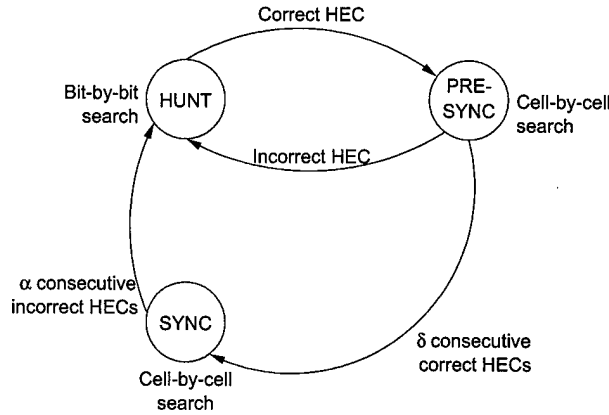 Correct HEC
Bit-by-bit
search
HUNT
PRE-
SYNC
Cell-by-cell
search
Incorrect HEC
α consecutive
incorrect HECs
SYNC
Cell-by-cell
search
δ consecutive
correct HECs